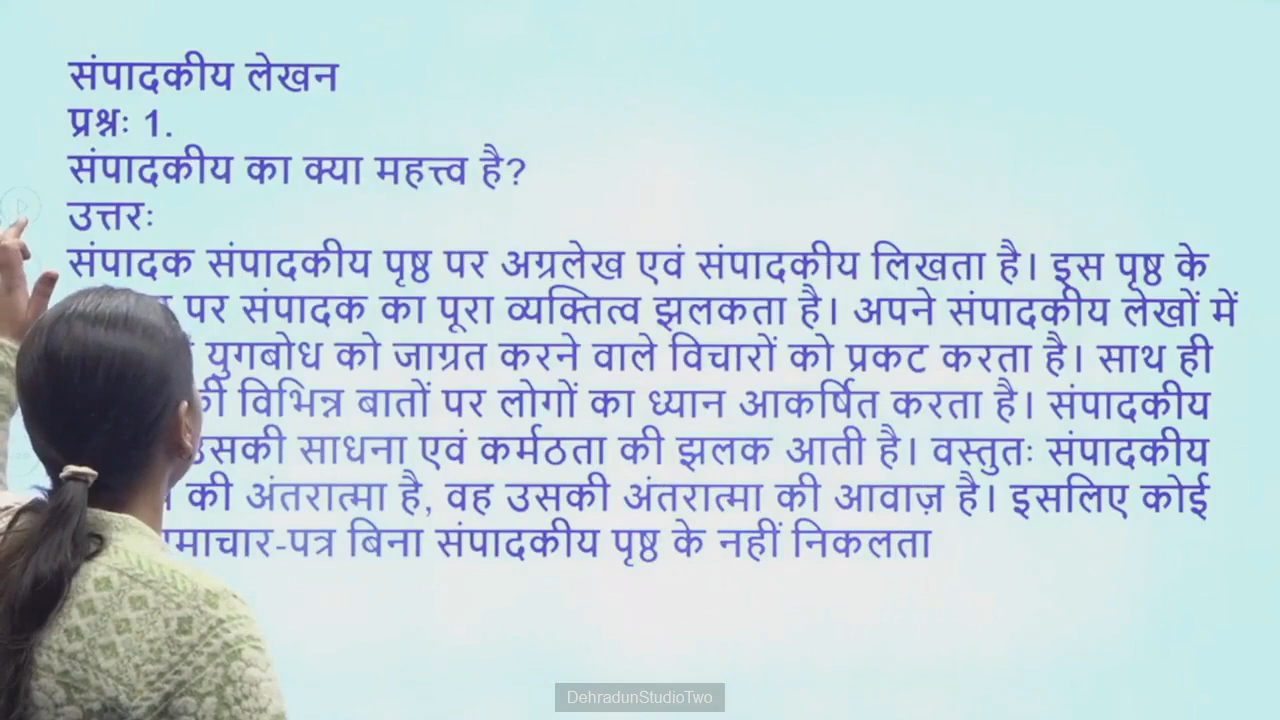 संपादकीय लेखन
प्रश्नः 1.
संपादकीय का क्या महत्त्व है?
उत्तरः
संपादक संपादकीय पृष्ठ पर अग्रलेख एवं संपादकीय लिखता है। इस पृष्ठ के
पर संपादक का पूरा व्यक्तित्व झलकता है। अपने संपादकीय लेखों में
युगबोध को जाग्रत करने वाले विचारों को प्रकट करता है। साथ ही
विभिन्न बातों पर लोगों का ध्यान आकर्षित करता है। संपादकीय
उसकी साधना एवं कर्मठता की झलक आती है। वस्तुतः संपादकीय
की अंतरात्मा है, वह उसकी अंतरात्मा की आवाज़ है। इसलिए कोई
बिना संपादकीय पृष्ठ के नहीं निकलता
DehradunStudioTwo